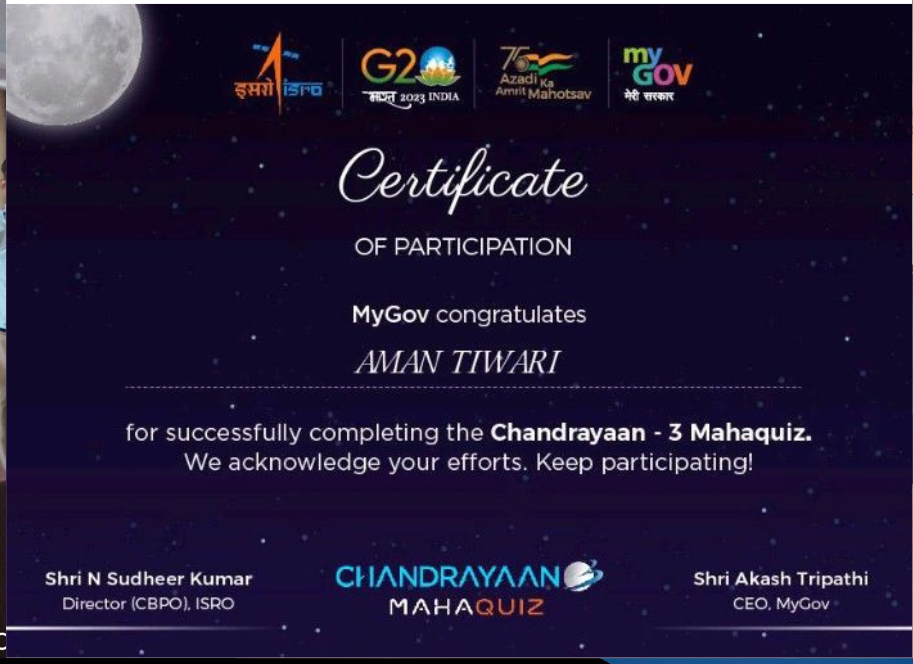 इसरो isro
G20
भारत 2023 INDIA
75
Azadi Ka
Amrit Mahotsav
my
GOV
मेरी सरकार
Certificate
OF PARTICIPATION
MyGov congratulates
AMAN TIWARI
for successfully completing the Chandrayaan - 3 Mahaquiz.
We acknowledge your efforts. Keep participating!
Shri N Sudheer Kumar
Director (CBPO), ISRO
CHANDRAYAAN
MAHAQUIZ
Shri Akash Tripathi
CEO, MyGov